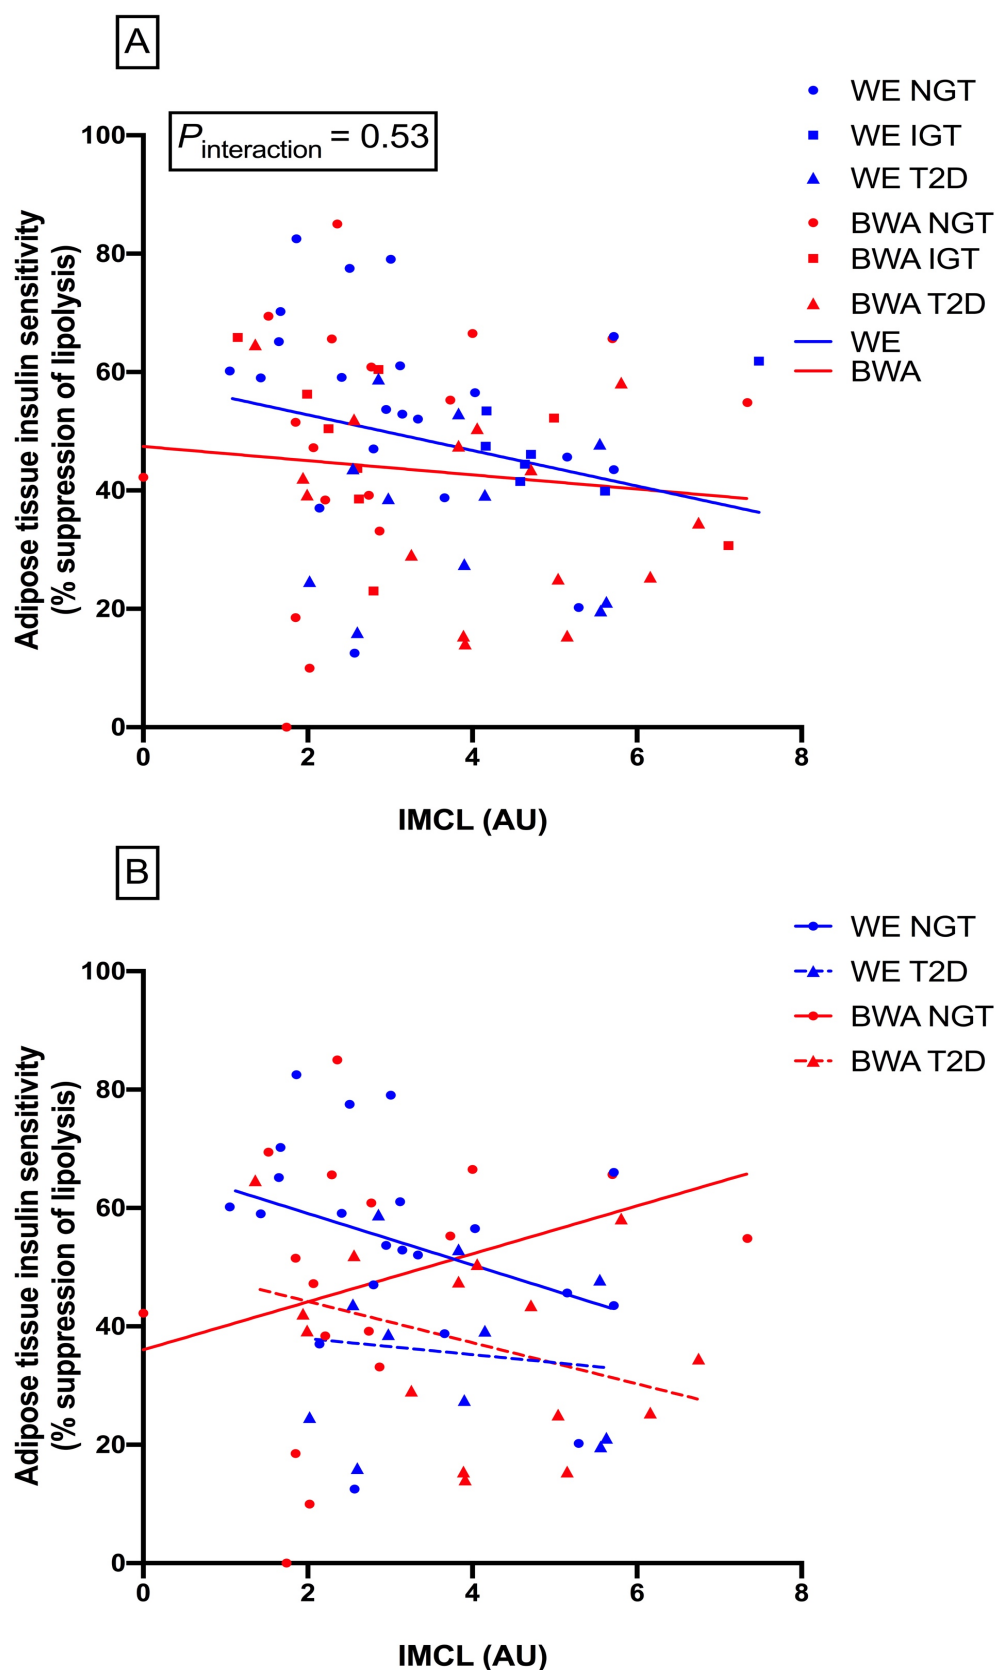 A
P interaction = 0.53
WE NGT
WE IGT
WE T2D
BWA NGT
BWA IGT
BWA T2D
WE
BWA
Adipose tissue insulin sensitivity
(% suppression of lipolysis)
100
80
60
40
20
0
0 2 4 6 8
IMCL (AU)
B
WE NGT
WE T2D
BWA NGT
BWA T2D
Adipose tissue insulin sensitivity
(% suppression of lipolysis)
100
80
60
40
20
0
0 2 4 6 8
IMCL (AU)